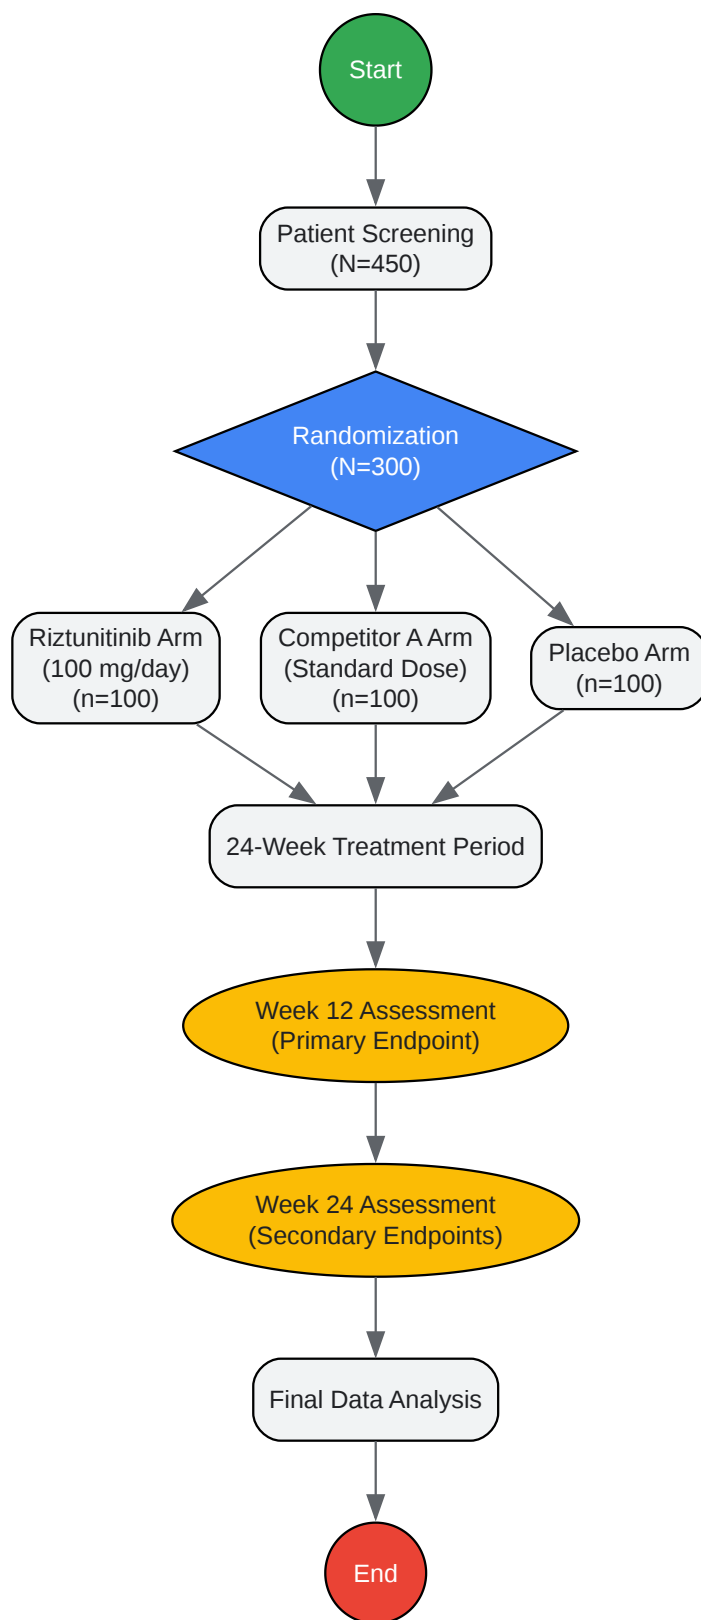 Start
Patient Screening
(N=450)
Randomization
(N=300)
Riztunitinib Arm
(100 mg/day)
(n=100)
Competitor A Arm
(Standard Dose)
(n=100)
Placebo Arm
(n=100)
24-Week Treatment Period
Week 12 Assessment
(Primary Endpoint)
Week 24 Assessment
(Secondary Endpoints)
Final Data Analysis
End